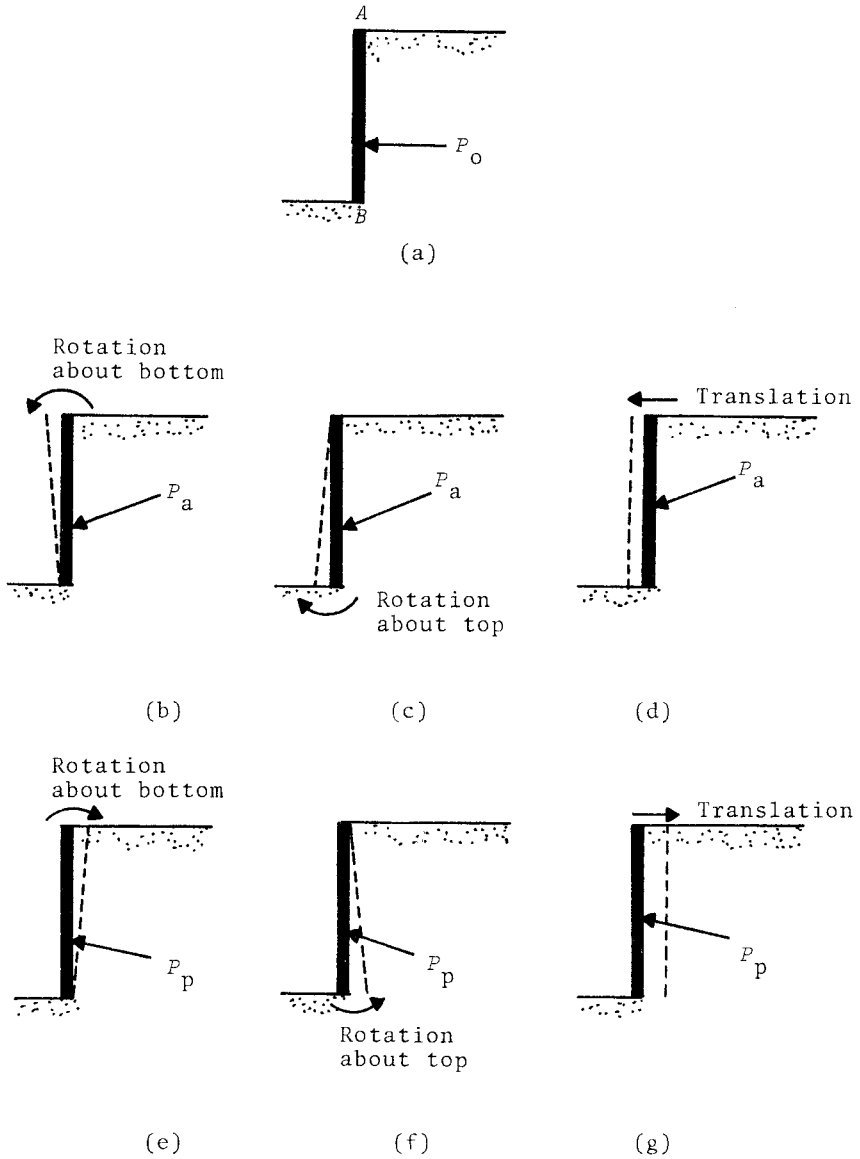 A
P_o
B
(a)
Rotation
about bottom
P_a
(b)
P_a
Rotation
about top
(c)
Translation
P_a
(d)
Rotation
about bottom
P_p
(e)
P_p
Rotation
about top
(f)
Translation
P_p
(g)